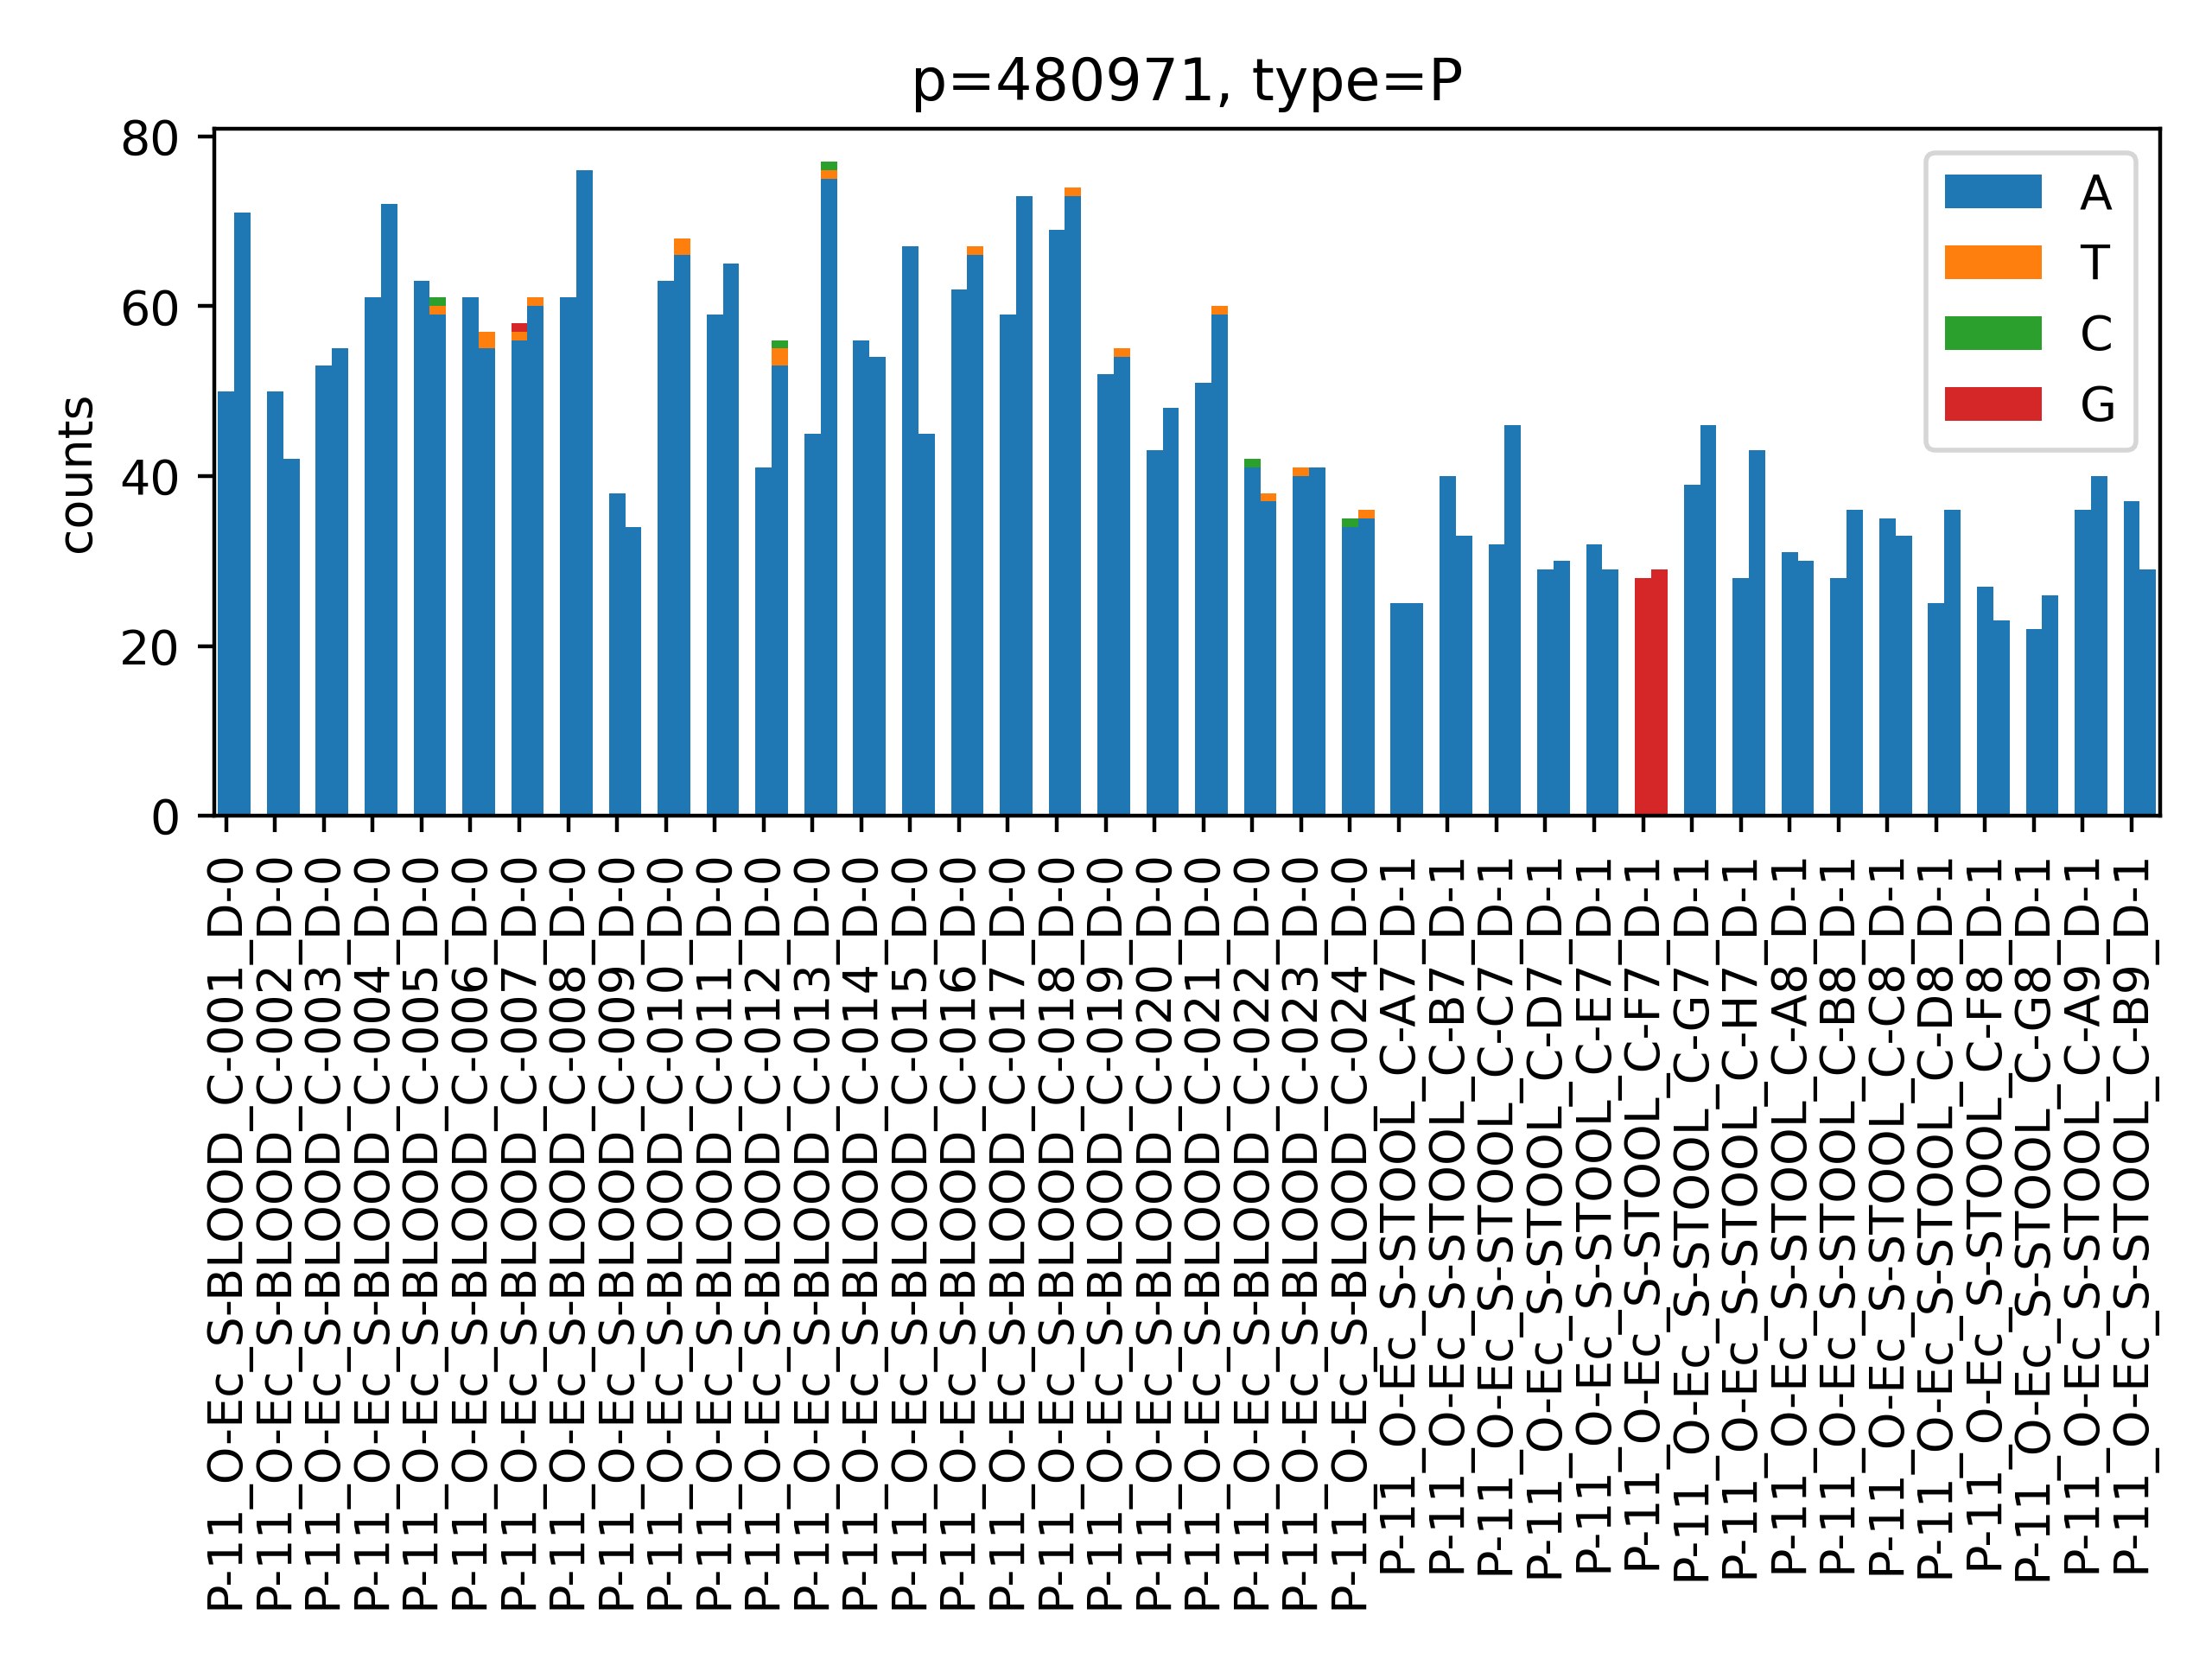 p=480971, type=P
80
60
40
20
0
counts
A
T
C
G
P-11_O-Ec_S-BLOOD_C-001_D-0
P-11_O-Ec_S-BLOOD_C-002_D-0
P-11_O-Ec_S-BLOOD_C-003_D-0
P-11_O-Ec_S-BLOOD_C-004_D-0
P-11_O-Ec_S-BLOOD_C-005_D-0
P-11_O-Ec_S-BLOOD_C-006_D-0
P-11_O-Ec_S-BLOOD_C-007_D-0
P-11_O-Ec_S-BLOOD_C-008_D-0
P-11_O-Ec_S-BLOOD_C-009_D-0
P-11_O-Ec_S-BLOOD_C-010_D-0
P-11_O-Ec_S-BLOOD_C-011_D-0
P-11_O-Ec_S-BLOOD_C-012_D-0
P-11_O-Ec_S-BLOOD_C-013_D-0
P-11_O-Ec_S-BLOOD_C-014_D-0
P-11_O-Ec_S-BLOOD_C-015_D-0
P-11_O-Ec_S-BLOOD_C-016_D-0
P-11_O-Ec_S-BLOOD_C-017_D-0
P-11_O-Ec_S-BLOOD_C-018_D-0
P-11_O-Ec_S-BLOOD_C-019_D-0
P-11_O-Ec_S-BLOOD_C-020_D-0
P-11_O-Ec_S-BLOOD_C-021_D-0
P-11_O-Ec_S-BLOOD_C-022_D-0
P-11_O-Ec_S-BLOOD_C-023_D-0
P-11_O-Ec_S-BLOOD_C-024_D-0
P-11_O-Ec_S-STOOL_C-A7_D-1
P-11_O-Ec_S-STOOL_C-B7_D-1
P-11_O-Ec_S-STOOL_C-C7_D-1
P-11_O-Ec_S-STOOL_C-D7_D-1
P-11_O-Ec_S-STOOL_C-E7_D-1
P-11_O-Ec_S-STOOL_C-F7_D-1
P-11_O-Ec_S-STOOL_C-G7_D-1
P-11_O-Ec_S-STOOL_C-H7_D-1
P-11_O-Ec_S-STOOL_C-A8_D-1
P-11_O-Ec_S-STOOL_C-B8_D-1
P-11_O-Ec_S-STOOL_C-C8_D-1
P-11_O-Ec_S-STOOL_C-D8_D-1
P-11_O-Ec_S-STOOL_C-F8_D-1
P-11_O-Ec_S-STOOL_C-G8_D-1
P-11_O-Ec_S-STOOL_C-A9_D-1
P-11_O-Ec_S-STOOL_C-B9_D-1